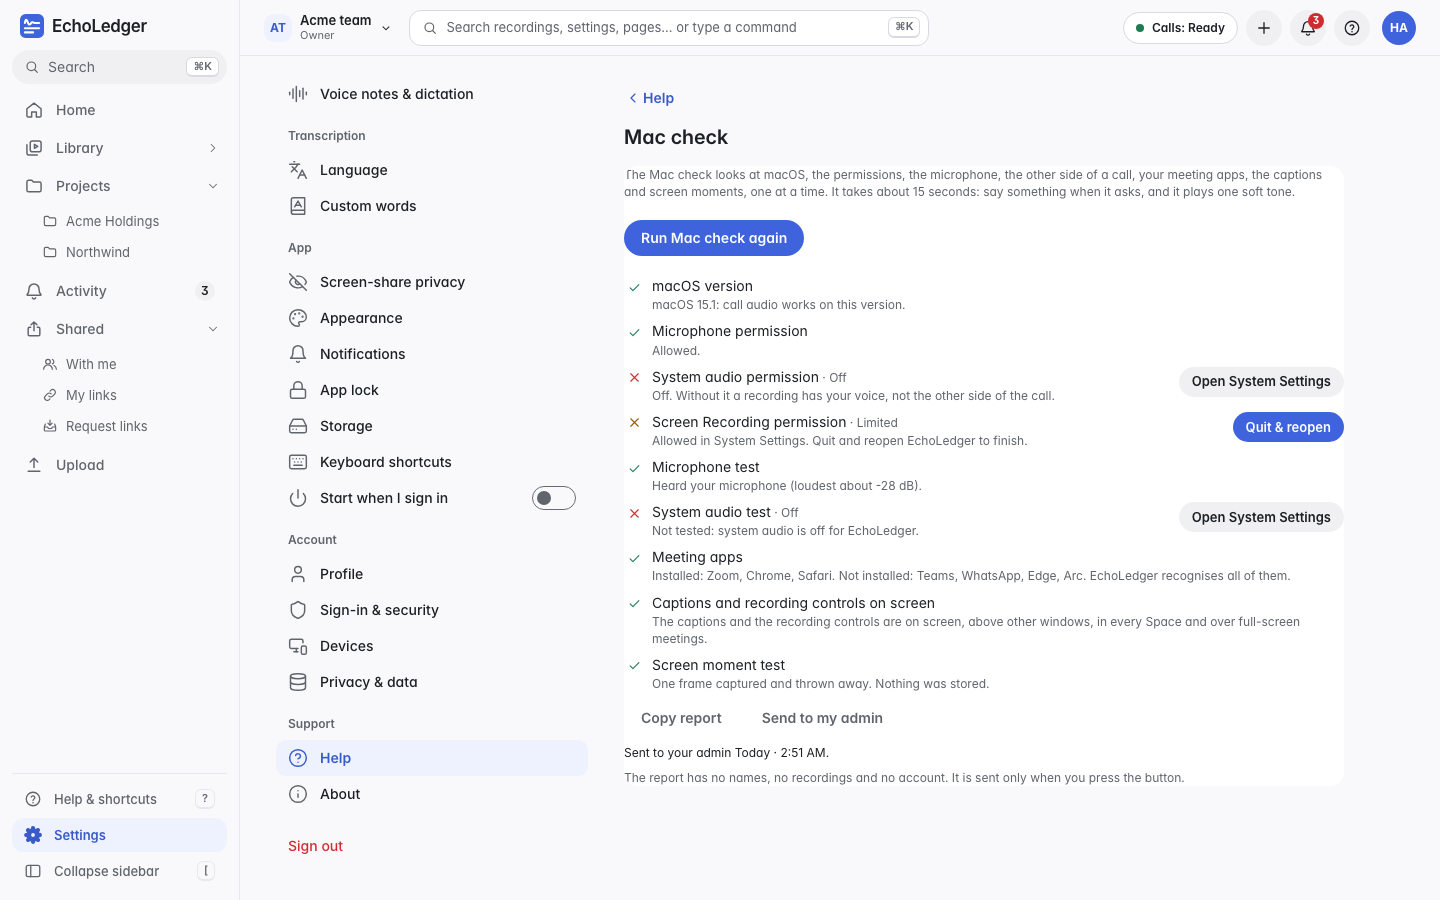 EchoLedger
Search ⌘K
Home
Library
Projects
Acme Holdings
Northwind
Activity 3
Shared
With me
My links
Request links
Upload
Help & shortcuts ?
Settings
Collapse sidebar [
AT Acme team
Owner
Search recordings, settings, pages... or type a command ⌘K
Calls: Ready
3
HA
Voice notes & dictation
Transcription
Language
Custom words
App
Screen-share privacy
Appearance
Notifications
App lock
Storage
Keyboard shortcuts
Start when I sign in
Account
Profile
Sign-in & security
Devices
Privacy & data
Support
Help
About
Sign out
Help
Mac check
The Mac check looks at macOS, the permissions, the microphone, the other side of a call, your meeting apps, the captions
and screen moments, one at a time. It takes about 15 seconds: say something when it asks, and it plays one soft tone.
Run Mac check again
macOS version
macOS 15.1: call audio works on this version.
Microphone permission
Allowed.
System audio permission · Off
Off. Without it a recording has your voice, not the other side of the call.
Open System Settings
Screen Recording permission · Limited
Allowed in System Settings. Quit and reopen EchoLedger to finish.
Quit & reopen
Microphone test
Heard your microphone (loudest about -28 dB).
System audio test · Off
Not tested: system audio is off for EchoLedger.
Open System Settings
Meeting apps
Installed: Zoom, Chrome, Safari. Not installed: Teams, WhatsApp, Edge, Arc. EchoLedger recognises all of them.
Captions and recording controls on screen
The captions and the recording controls are on screen, above other windows, in every Space and over full-screen
meetings.
Screen moment test
One frame captured and thrown away. Nothing was stored.
Copy report Send to my admin
Sent to your admin Today · 2:51 AM.
The report has no names, no recordings and no account. It is sent only when you press the button.